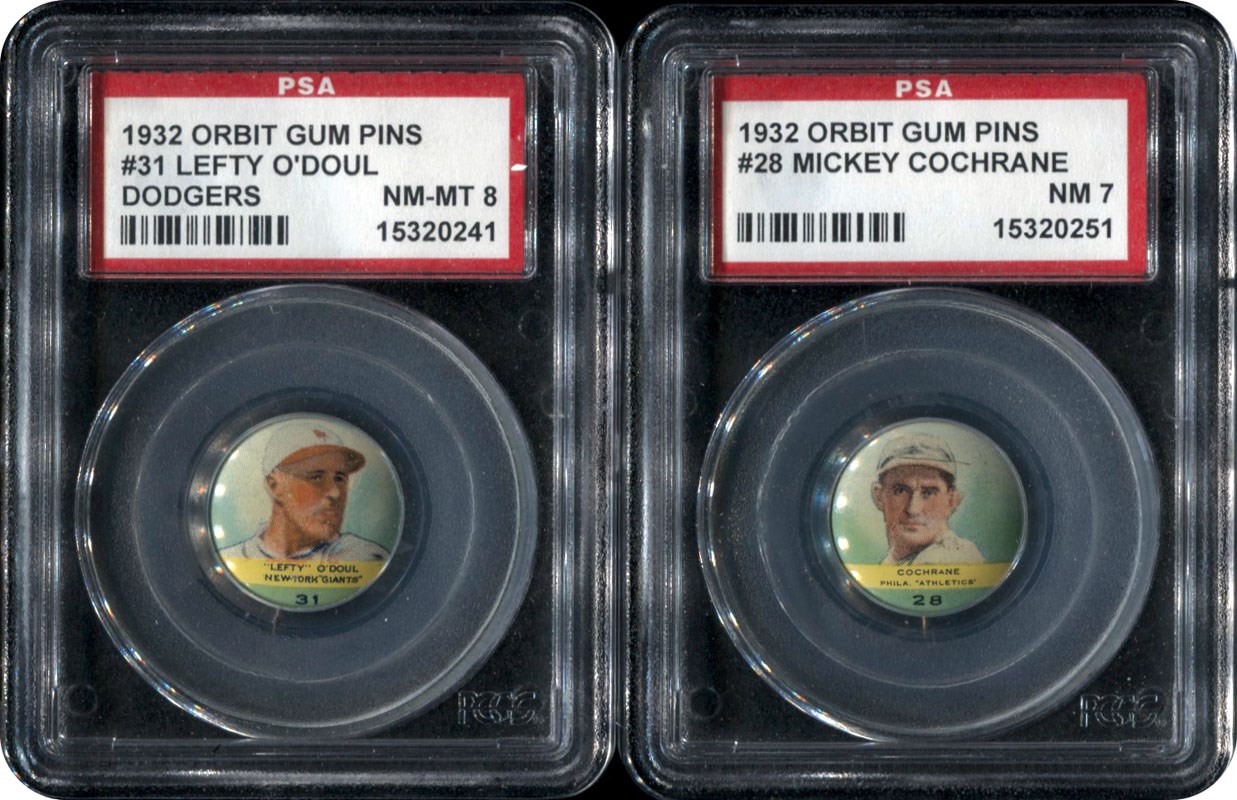 PSA
1932 ORBIT GUM PINS
#31 LEFTY O'DOUL
DODGERS NM-MT 8
15320241
"LEFTY" O'DOUL
NEW-YORK "GIANTS"
31
PCGS
PSA
1932 ORBIT GUM PINS
#28 MICKEY COCHRANE
NM 7
15320251
COCHRANE
PHILA. "ATHLETICS"
28
PCGS